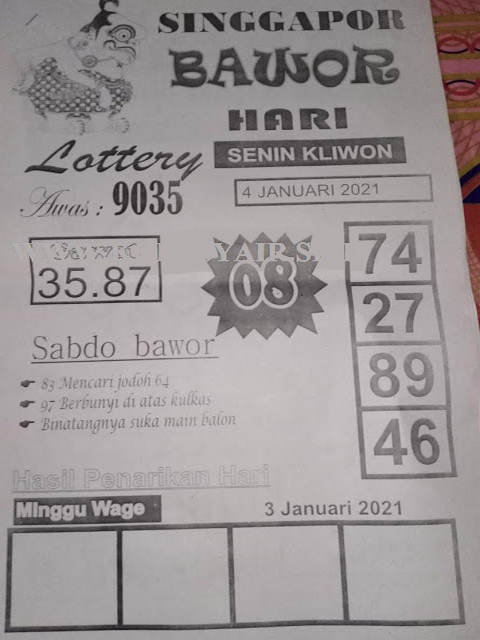 SINGGAPOR
BAWOR
HARI
Lottery
SENIN KLIWON
Awas : 9035
4 JANUARI 2021
35.87
08
74
27
89
46
Sabdo bawor
☛ 83 Mencari jodoh 64
☛ 97 Berbunyi di atas kulkas
☛ Binatangnya suka main balon
Hasil Penarikan Hari
Minggu Wage
3 Januari 2021